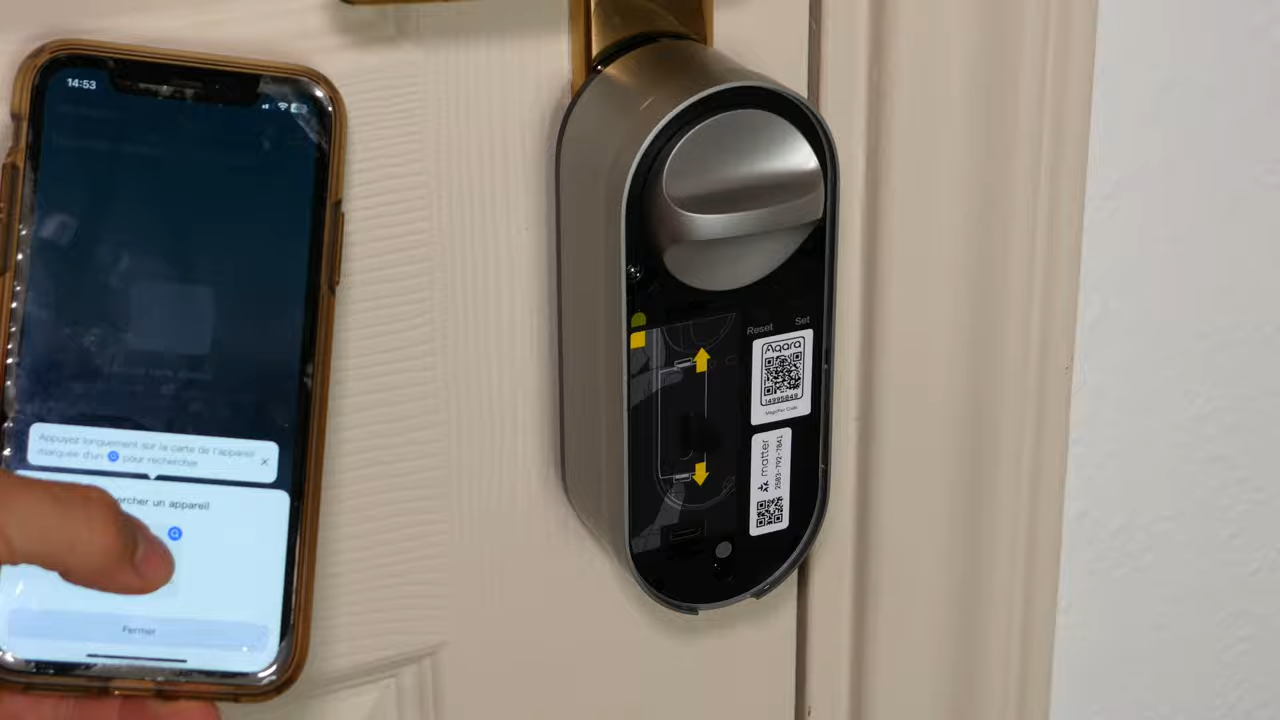 14:53
Appuyez longuement sur la carte de l'appareil
marquée d'un pour rechercher
ercher un appareil
Fermer
Reset Set
Aqara
14995849
matter
2583-792-7841